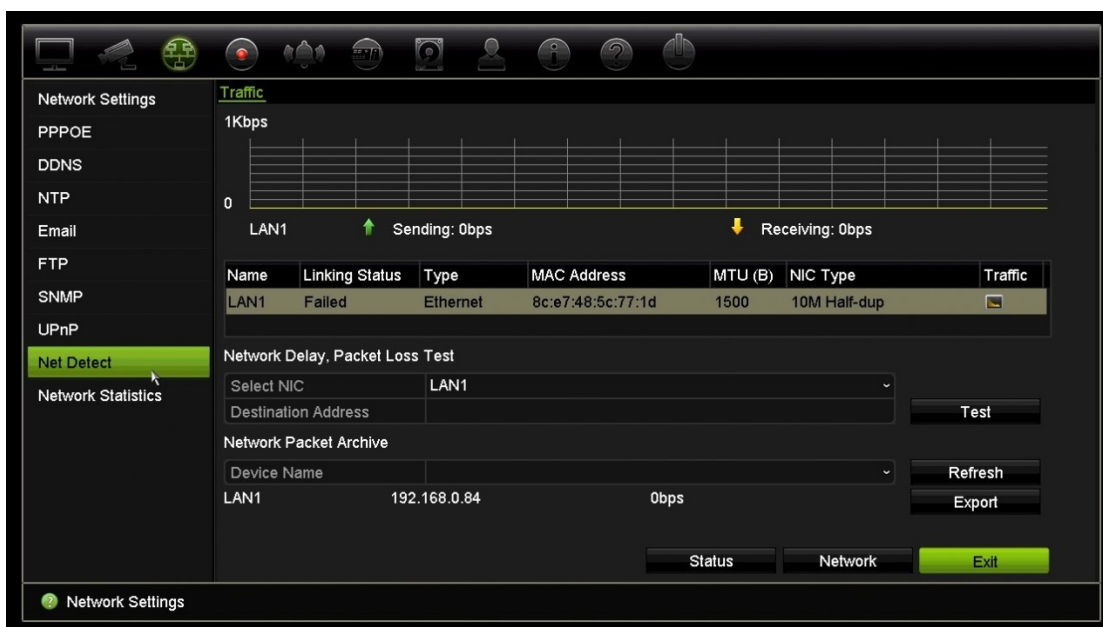 Network Settings
PPPOE
DDNS
NTP
Email
FTP
SNMP
UPnP
Net Detect
Network Statistics
Traffic
1Kbps
0
LAN1 Sending: 0bps Receiving: 0bps
Name Linking Status Type MAC Address MTU (B) NIC Type Traffic
LAN1 Failed Ethernet 8c:e7:48:5c:77:1d 1500 10M Half-dup
Network Delay, Packet Loss Test
Select NIC LAN1
Destination Address Test
Network Packet Archive
Device Name Refresh
LAN1 192.168.0.84 0bps Export
Status Network Exit
Network Settings